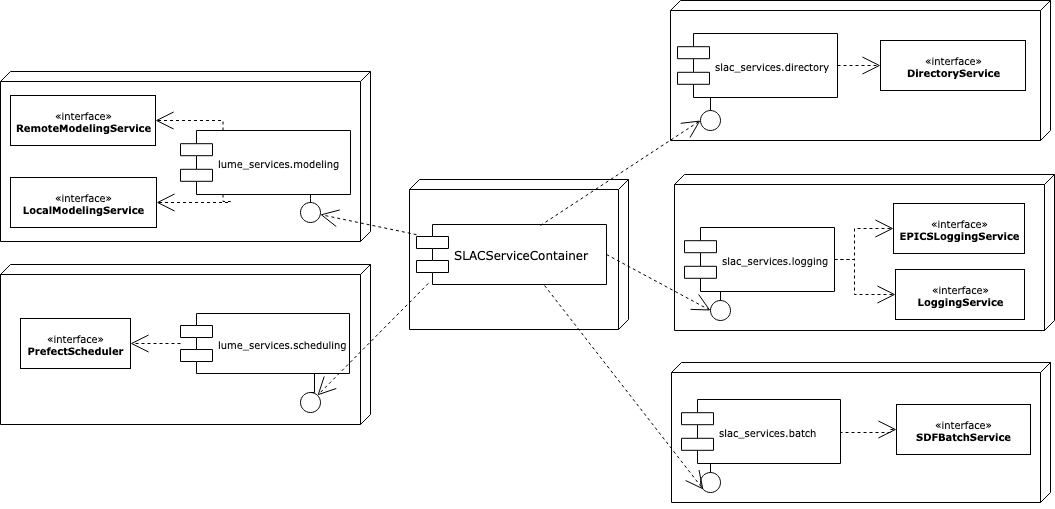 «interface»
RemoteModelingService
lume_services.modeling
«interface»
LocalModelingService
«interface»
PrefectScheduler
lume_services.scheduling
SLACServiceContainer
slac_services.directory
«interface»
DirectoryService
slac_services.logging
«interface»
EPICSLoggingService
«interface»
LoggingService
slac_services.batch
«interface»
SDFBatchService